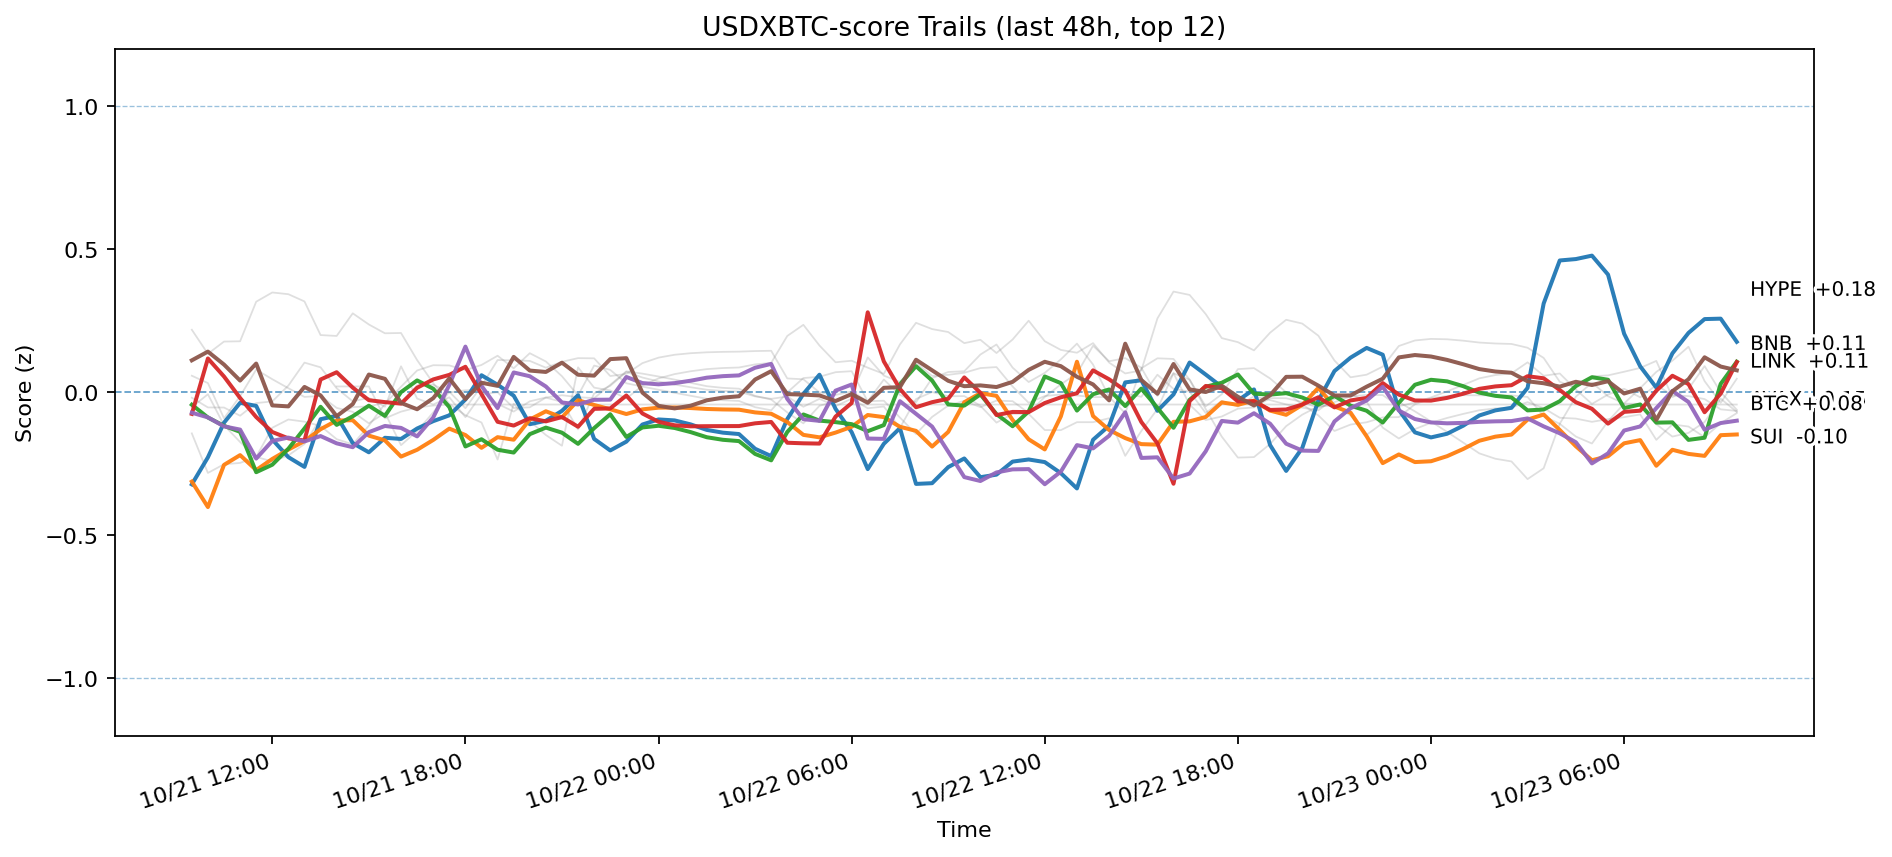 USDXBTC-score Trails (last 48h, top 12)
Score (z)
1.0
0.5
0.0
−0.5
−1.0
HYPE +0.18
BNB +0.11
LINK +0.11
BTC +0.08
SUI -0.10
10/21 12:00
10/21 18:00
10/22 00:00
10/22 06:00
10/22 12:00
10/22 18:00
10/23 00:00
10/23 06:00
Time